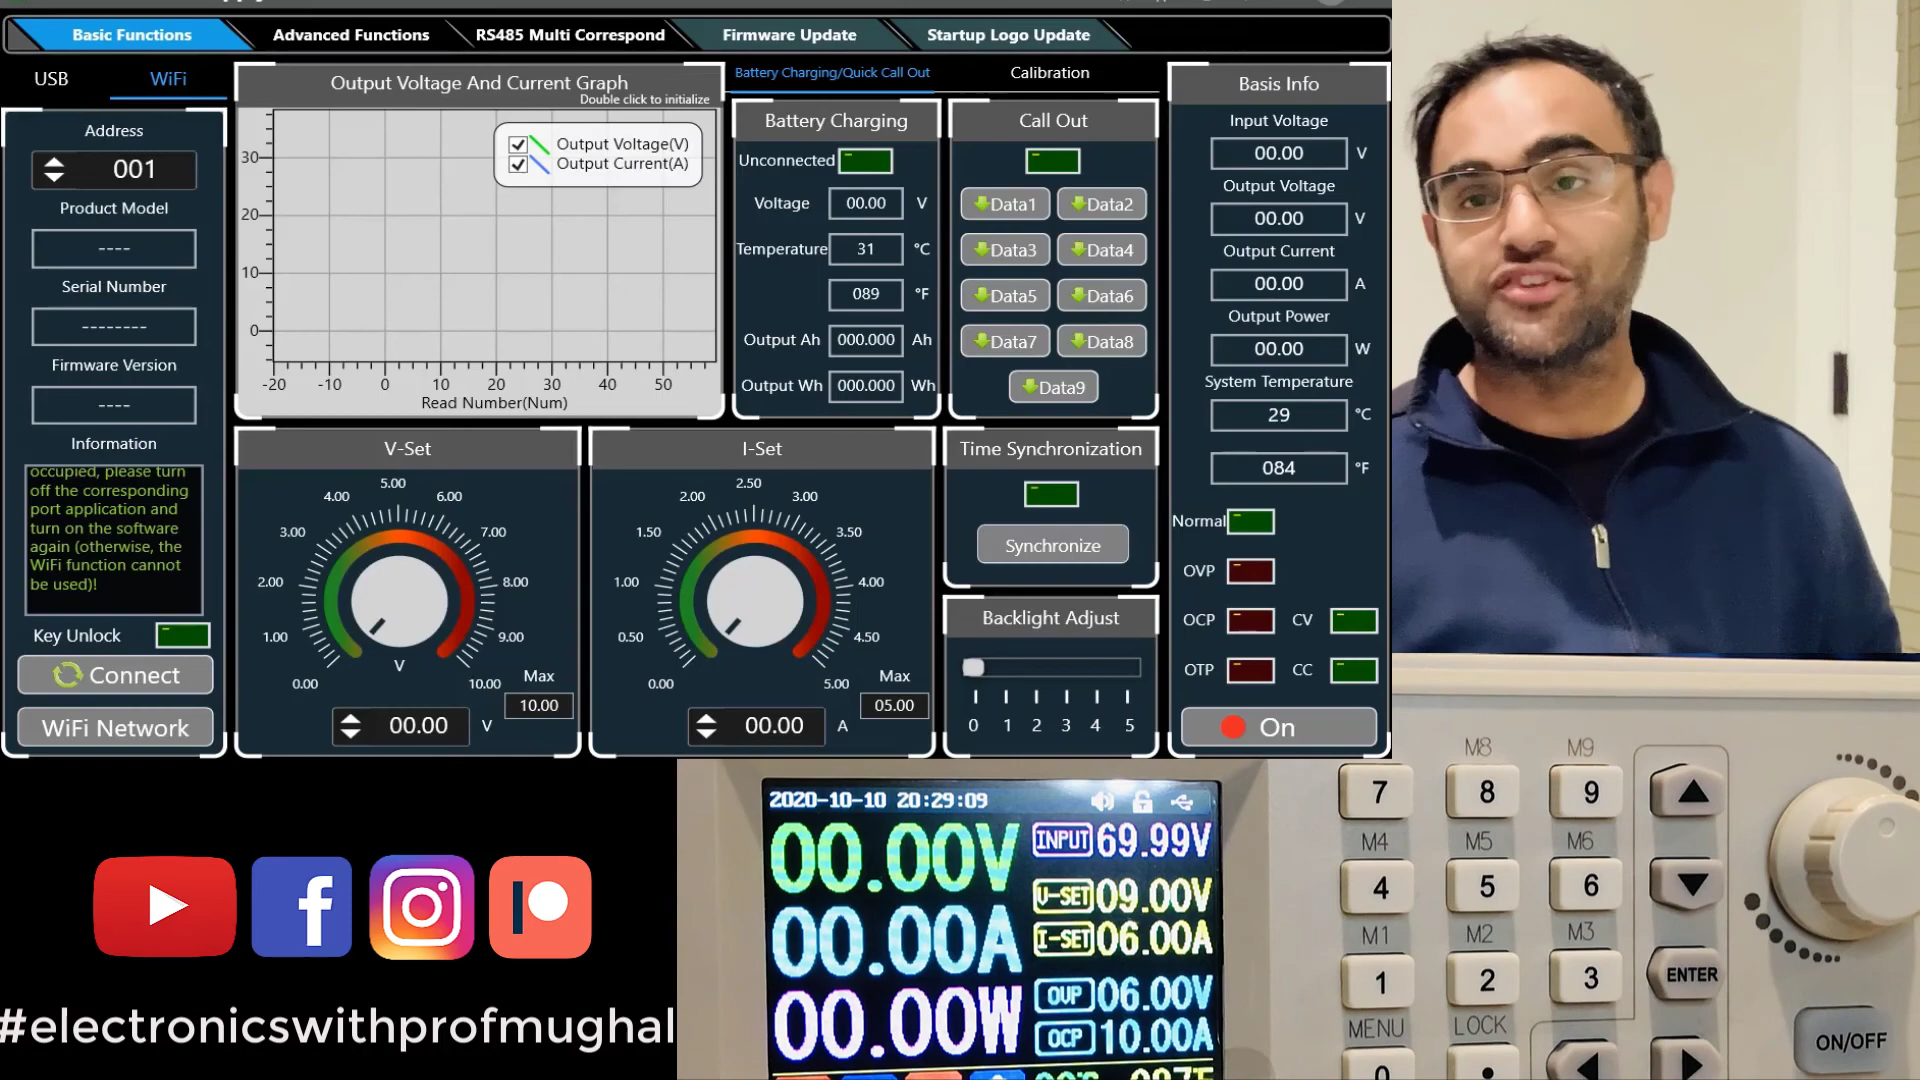 Basic Functions
Advanced Functions
RS485 Multi Correspond
Firmware Update
Startup Logo Update
USB
WiFi
Address
001
Product Model
----
Serial Number
--------
Firmware Version
----
Information
occupied, please turn
off the corresponding
port application and
turn on the software
again (otherwise, the
WiFi function cannot
be used)!
Key Unlock
Connect
WiFi Network
Output Voltage And Current Graph
Double click to initialize
Output Voltage(V)
Output Current(A)
30
20
10
0
-20 -10 0 10 20 30 40 50
Read Number(Num)
Battery Charging/Quick Call Out
Calibration
Battery Charging
Unconnected
Voltage 00.00 V
Temperature 31 °C
089 °F
Output Ah 000.000 Ah
Output Wh 000.000 Wh
Call Out
Data1 Data2
Data3 Data4
Data5 Data6
Data7 Data8
Data9
V-Set
0.00 1.00 2.00 3.00 4.00 5.00 6.00 7.00 8.00 9.00 10.00
V
Max
10.00
00.00 V
I-Set
0.00 0.50 1.00 1.50 2.00 2.50 3.00 3.50 4.00 4.50 5.00
Max
05.00
00.00 A
Time Synchronization
Synchronize
Backlight Adjust
0 1 2 3 4 5
Basis Info
Input Voltage
00.00 V
Output Voltage
00.00 V
Output Current
00.00 A
Output Power
00.00 W
System Temperature
29 °C
084 °F
Normal
OVP
OCP CV
OTP CC
On
#electronicswithprofmughal
2020-10-10 20:29:09
00.00V
00.00A
00.00W
INPUT 69.99V
V-SET 09.00V
I-SET 06.00A
OVP 06.00V
OCP 10.00A
M8 M9
7 8 9
M4 M5 M6
4 5 6
M1 M2 M3
1 2 3
MENU LOCK
0 .
ENTER
ON/OFF